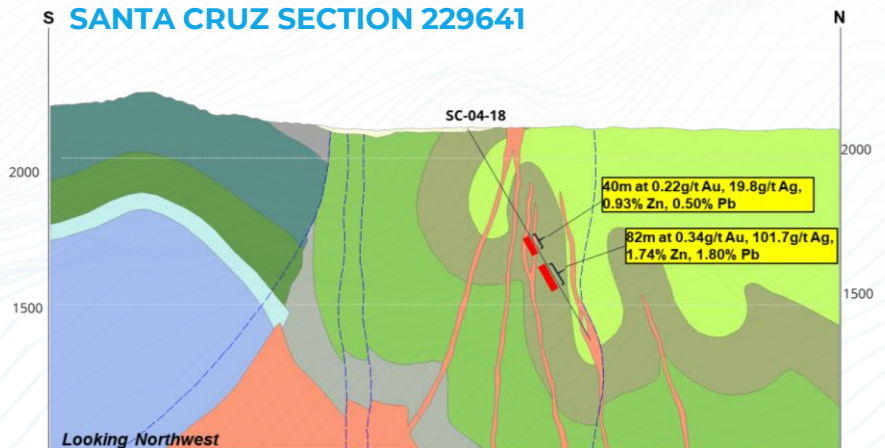 S SANTA CRUZ SECTION 229641 N
SC-04-18
2000
2000
40m at 0.22g/t Au, 19.8g/t Ag,
0.93% Zn, 0.50% Pb
82m at 0.34g/t Au, 101.7g/t Ag,
1.74% Zn, 1.80% Pb
1500
1500
Looking Northwest